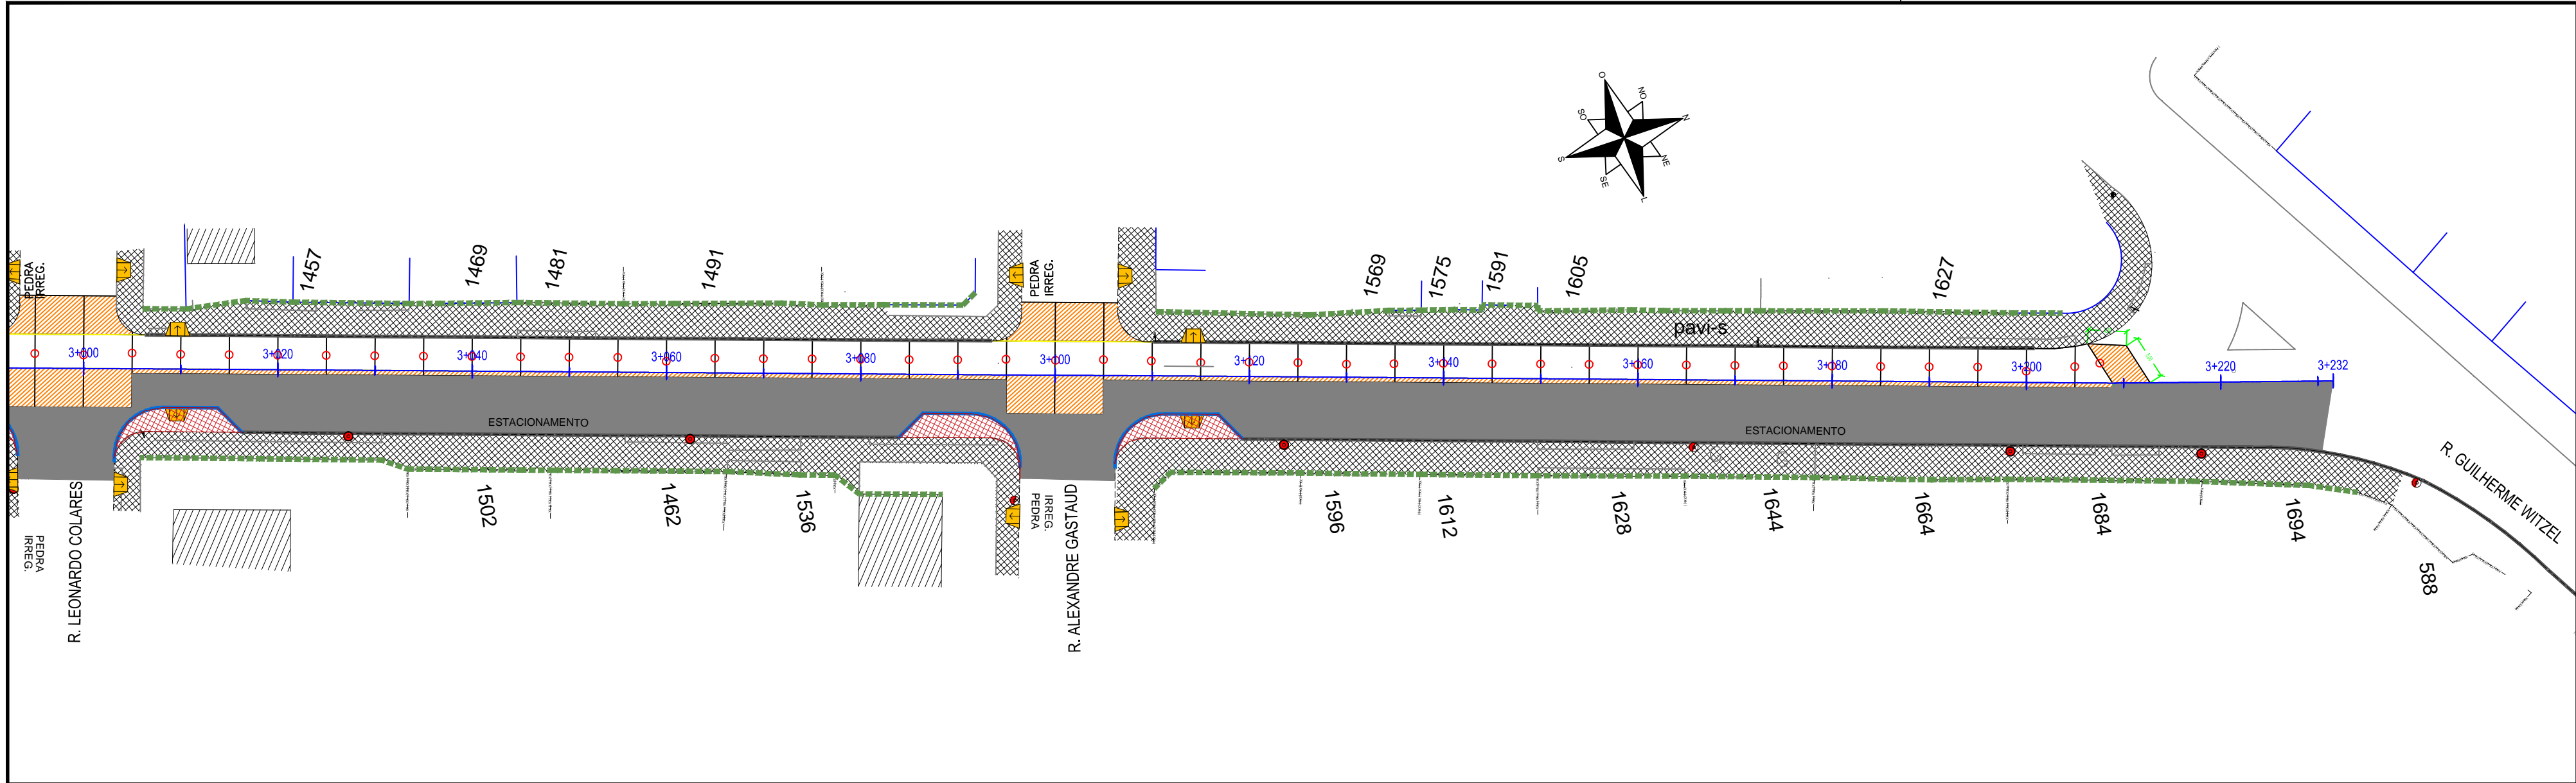 O
NO
N
NE
L
SE
S
SO
PEDRA
IRREG.
1457
1469
1481
1491
PEDRA
IRREG.
1569
1575
1591
1605
1627
pavi-s
3+000
3+020
3+040
3+060
3+080
3+100
3+120
3+140
3+160
3+180
3+200
3+220
3+232
ESTACIONAMENTO
ESTACIONAMENTO
R. LEONARDO COLARES
PEDRA
IRREG.
1502
1462
1536
PEDRA
IRREG.
R. ALEXANDRE GASTAUD
1596
1612
1628
1644
1664
1684
1694
588
R. GUILHERME WITZEL